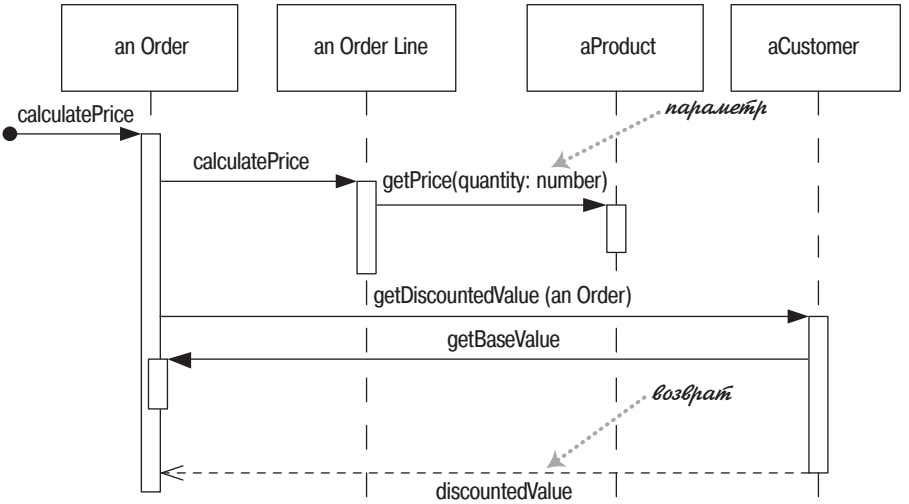 an Order
an Order Line
aProduct
aCustomer
calculatePrice
параметр
calculatePrice
getPrice(quantity: number)
getDiscountedValue (an Order)
getBaseValue
возврат
discountedValue